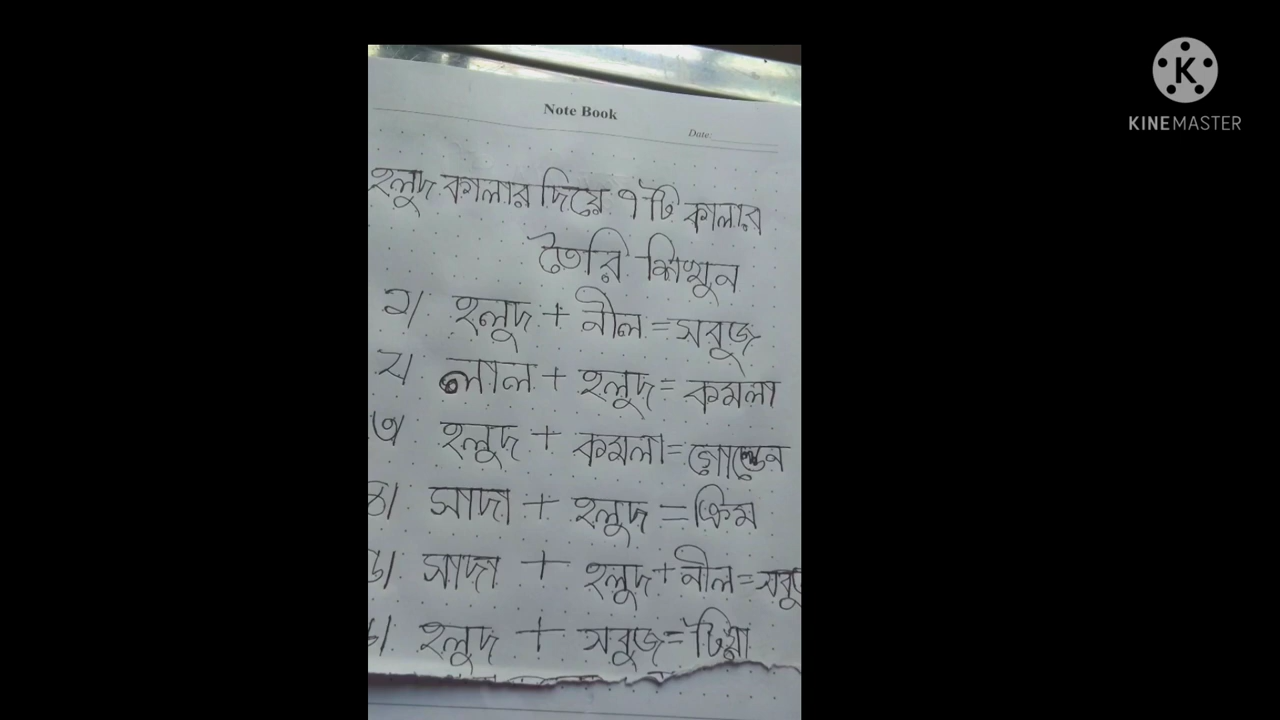 Note Book
Date:
হলুদ কালার দিয়ে ৭টি কালার
তৈরি শিখুন
১/ হলুদ + নীল = সবুজ
২/ লাল + হলুদ = কমলা
৩/ হলুদ + কমলা = গোল্ডেন
৪/ সাদা + হলুদ = ক্রিম
৫/ সাদা + হলুদ + নীল = সবুজ
৬/ হলুদ + সবুজ = টিয়া
K
KINEMASTER